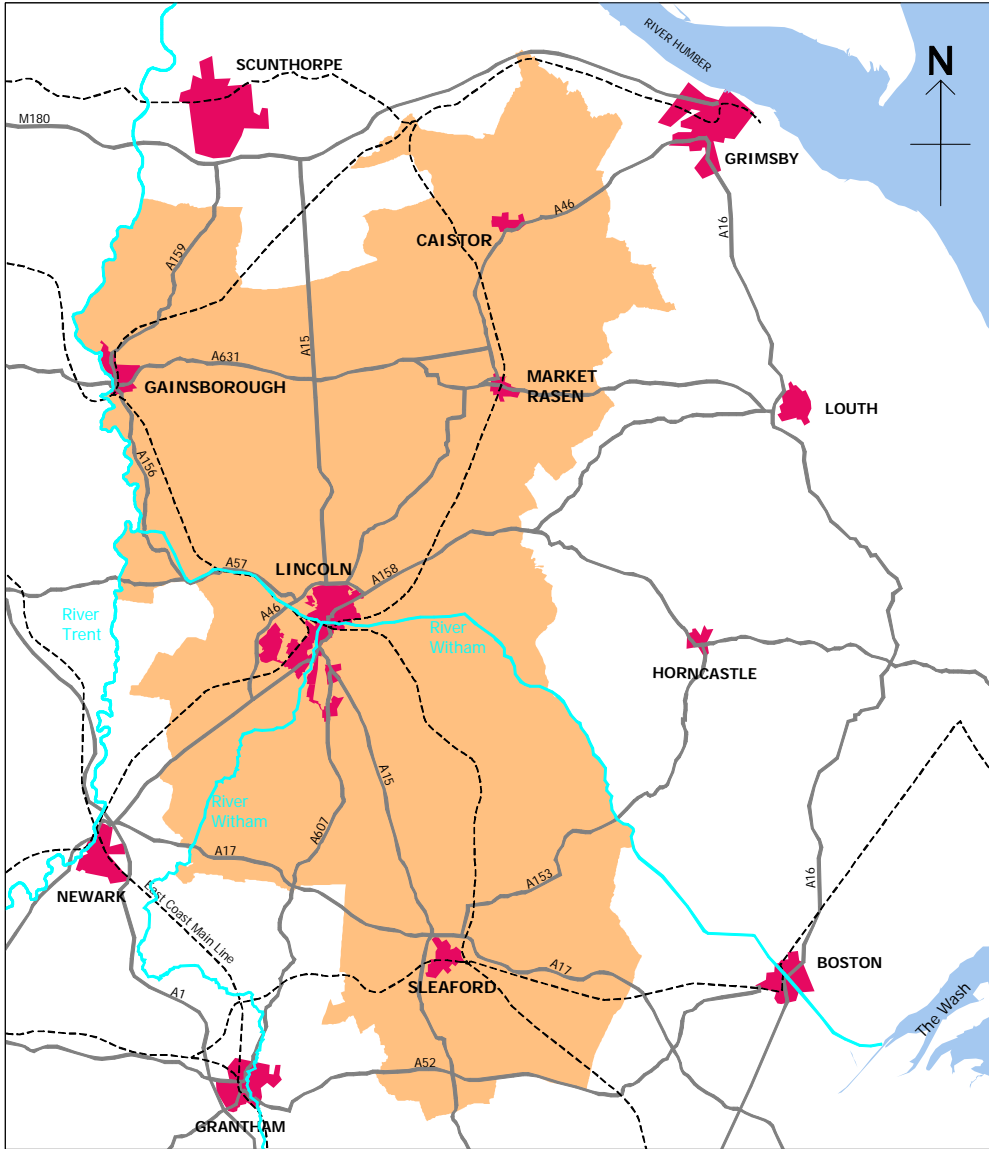 SCUNTHORPE
RIVER HUMBER
N
M180
GRIMSBY
A46
A16
CAISTOR
A159
A15
A631
GAINSBOROUGH
MARKET
RASEN
LOUTH
A156
A57
LINCOLN
A158
A46
River
Trent
River
Witham
HORNCASTLE
A15
River
Witham
A607
A17
A153
A16
NEWARK
East Coast Main Line
BOSTON
A17
SLEAFORD
A1
The Wash
A52
GRANTHAM